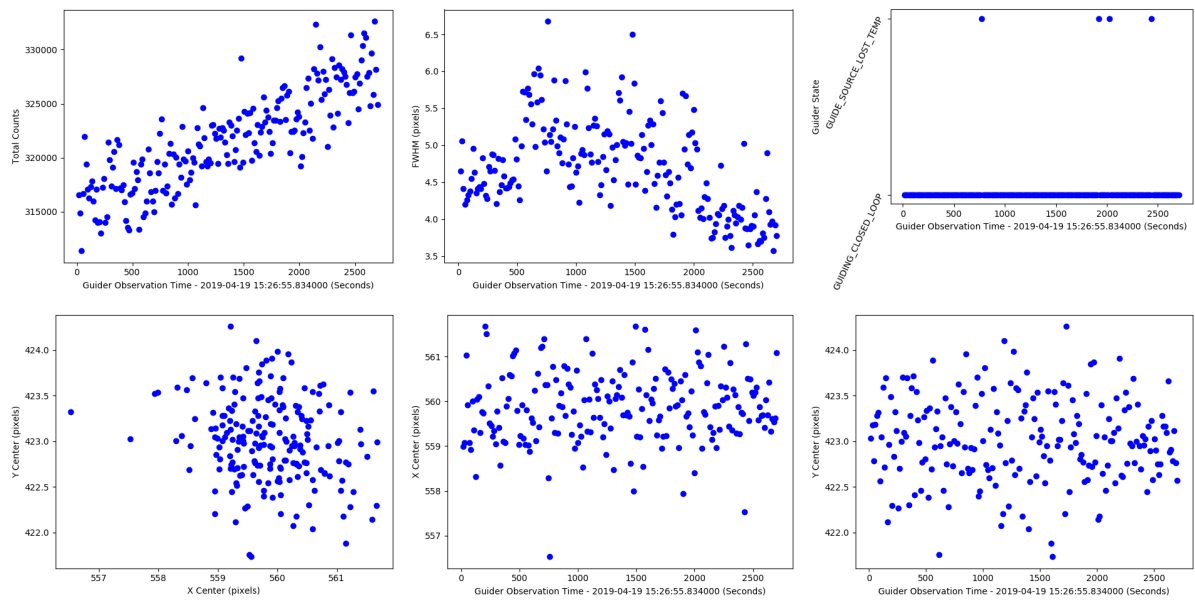 330000
325000
320000
315000
Total Counts
0 500 1000 1500 2000 2500
Guider Observation Time - 2019-04-19 15:26:55.834000 (Seconds)
6.5
6.0
5.5
5.0
4.5
4.0
3.5
FWHM (pixels)
0 500 1000 1500 2000 2500
Guider Observation Time - 2019-04-19 15:26:55.834000 (Seconds)
GUIDE_SOURCE_LOST_TEMP
GUIDING_CLOSED_LOOP
Guider State
0 500 1000 1500 2000 2500
Guider Observation Time - 2019-04-19 15:26:55.834000 (Seconds)
424.0
423.5
423.0
422.5
422.0
Y Center (pixels)
557 558 559 560 561
X Center (pixels)
561
560
559
558
557
X Center (pixels)
0 500 1000 1500 2000 2500
Guider Observation Time - 2019-04-19 15:26:55.834000 (Seconds)
424.0
423.5
423.0
422.5
422.0
Y Center (pixels)
0 500 1000 1500 2000 2500
Guider Observation Time - 2019-04-19 15:26:55.834000 (Seconds)